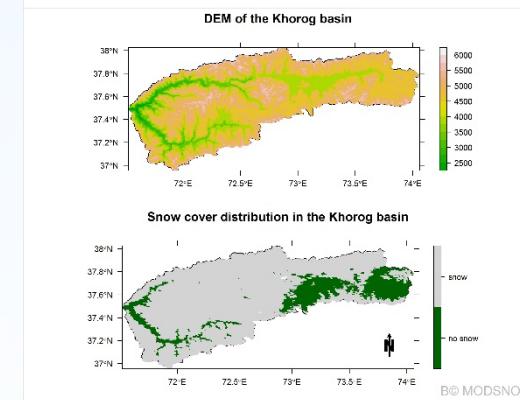 DEM of the Khorog basin
38°N
37.8°N
37.6°N
37.4°N
37.2°N
37°N
72°E
72.5°E
73°E
73.5°E
74°E
6000
5500
5000
4500
4000
3500
3000
2500
Snow cover distribution in the Khorog basin
38°N
37.8°N
37.6°N
37.4°N
37.2°N
37°N
72°E
72.5°E
73°E
73.5°E
74°E
snow
no snow
N
B© MODSNO